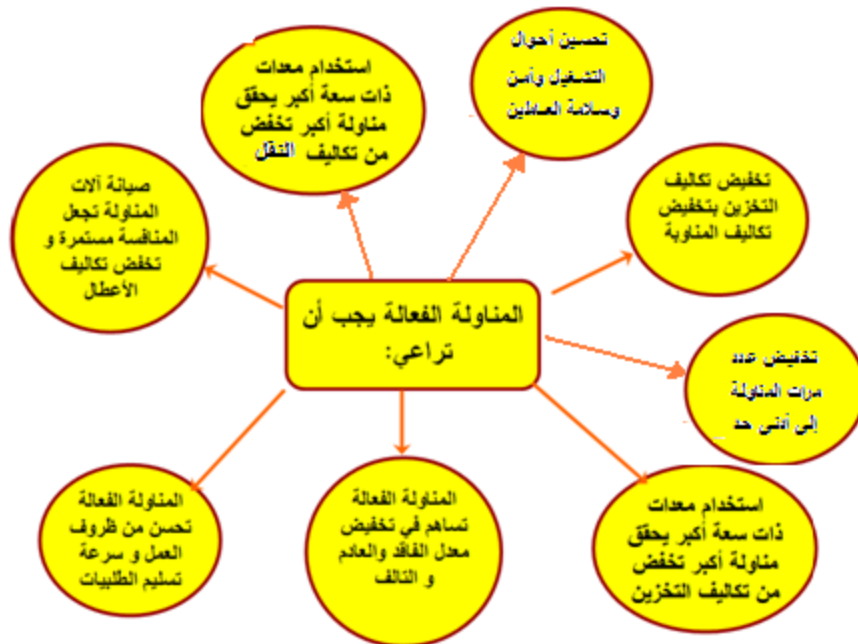 المناولة الفعالة يجب أن
تراعي:
تحسين أحوال
التشغيل وأمن
وسلامة العاملين
تخفيض تكاليف
التخزين بتخفيض
تكاليف المناوبة
تخفيض عدد
مرات المناولة
إلى أدنى حد
استخدام معدات
ذات سعة أكبر يحقق
مناولة أكبر تخفض
من تكاليف التخزين
المناولة الفعالة
تساهم في تخفيض
معدل الفاقد والعادم
و التالف
المناولة الفعالة
تحسن من ظروف
العمل و سرعة
تسليم الطلبيات
صيانة آلات
المناولة تجعل
المنافسة مستمرة و
تخفض تكاليف
الأعطال
استخدام معدات
ذات سعة أكبر يحقق
مناولة أكبر تخفض
من تكاليف النقل